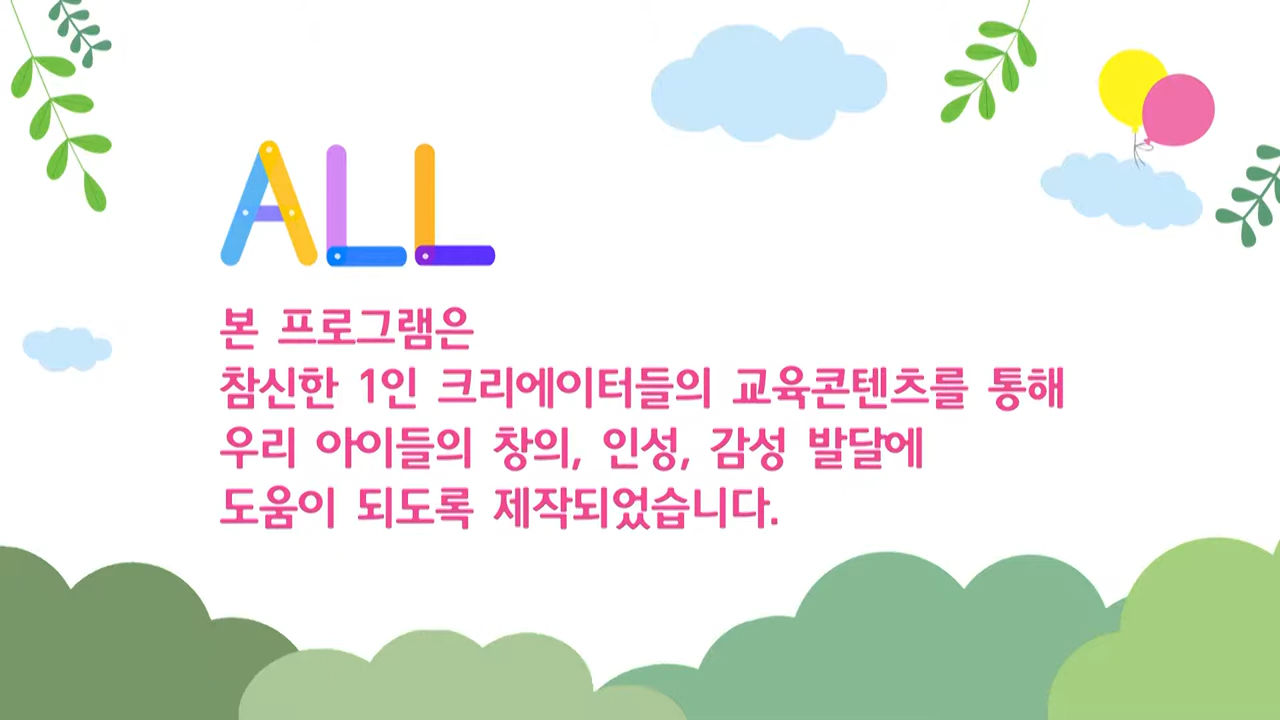 ALL
본 프로그램은
참신한 1인 크리에이터들의 교육콘텐츠를 통해
우리 아이들의 창의, 인성, 감성 발달에
도움이 되도록 제작되었습니다.